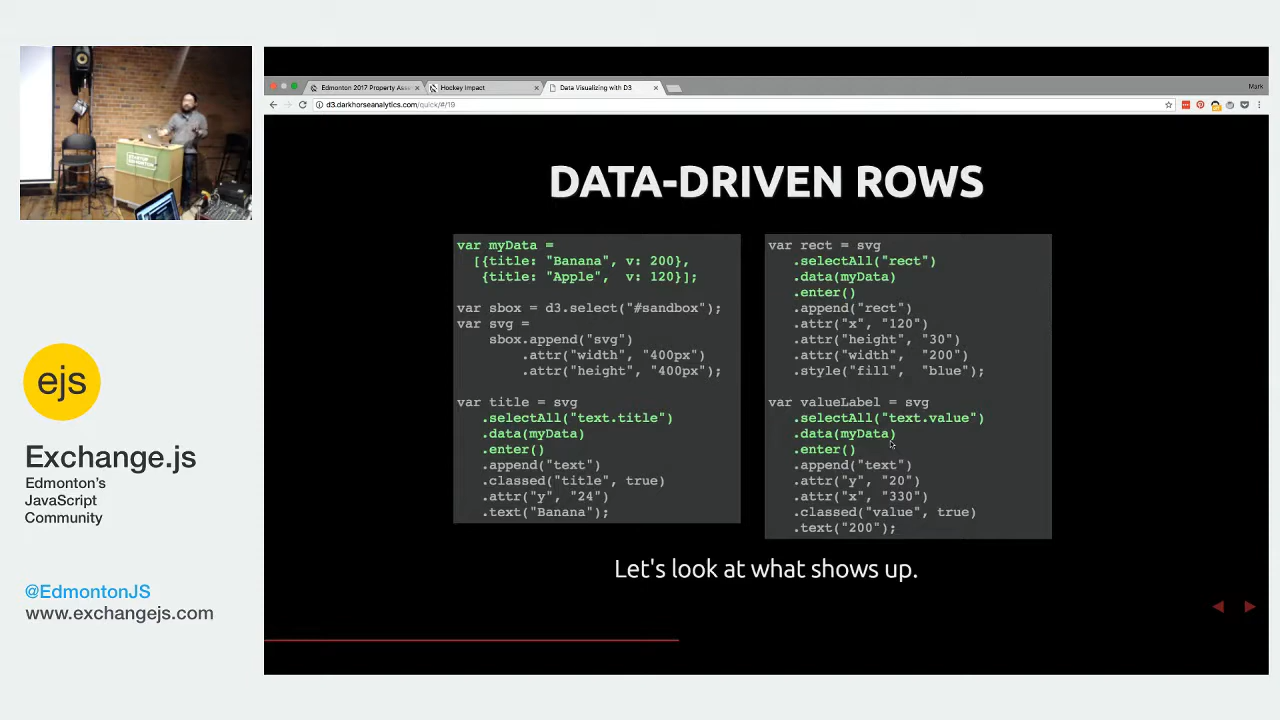 Edmonton 2017 Property Ass
Hockey Impact
Data Visualizing with D3
Mark
d3.darkhorseanalytics.com/quick/#/19
DATA-DRIVEN ROWS
var myData =
[{title: "Banana", v: 200},
{title: "Apple", v: 120}];
var sbox = d3.select("#sandbox");
var svg =
sbox.append("svg")
.attr("width", "400px")
.attr("height", "400px");
var title = svg
.selectAll("text.title")
.data(myData)
.enter()
.append("text")
.classed("title", true)
.attr("y", "24")
.text("Banana");
var rect = svg
.selectAll("rect")
.data(myData)
.enter()
.append("rect")
.attr("x", "120")
.attr("height", "30")
.attr("width", "200")
.style("fill", "blue");
var valueLabel = svg
.selectAll("text.value")
.data(myData)
.enter()
.append("text")
.attr("y", "20")
.attr("x", "330")
.classed("value", true)
.text("200");
Let's look at what shows up.
ejs
Exchange.js
Edmonton's
JavaScript
Community
@EdmontonJS
www.exchangejs.com